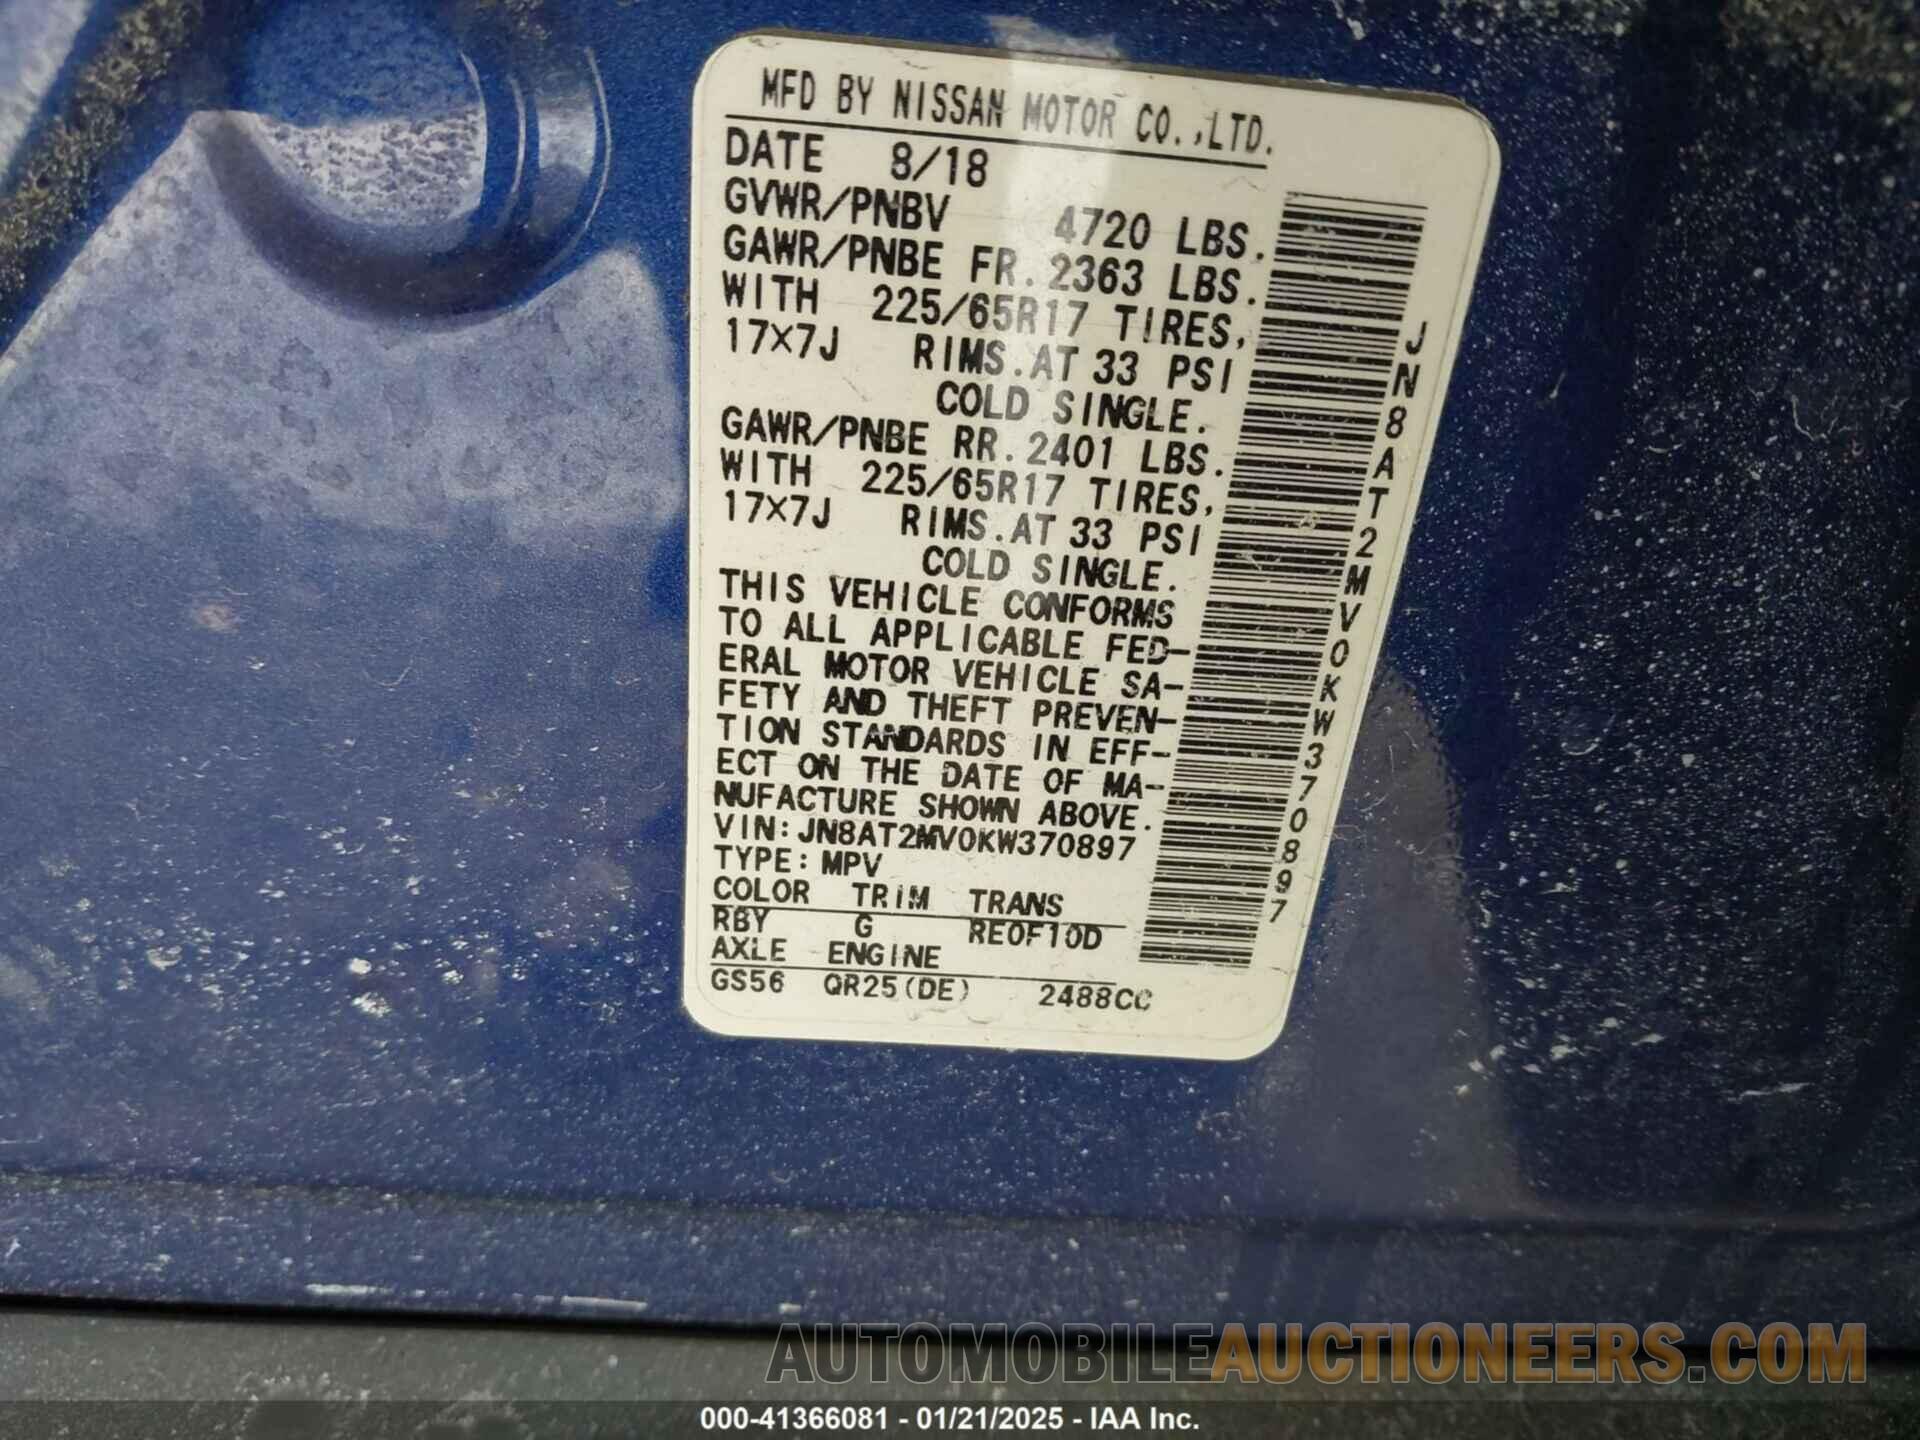 MFD BY NISSAN MOTOR CO.,LTD.
DATE 8/18
GVWR/PNBV 4720 LBS.
GAWR/PNBE FR. 2363 LBS.
WITH 225/65R17 TIRES,
17X7J RIMS. AT 33 PSI
COLD SINGLE.
GAWR/PNBE RR. 2401 LBS.
WITH 225/65R17 TIRES,
17X7J RIMS. AT 33 PSI
COLD SINGLE.
THIS VEHICLE CONFORMS
TO ALL APPLICABLE FED-
ERAL MOTOR VEHICLE SA-
FETY AND THEFT PREVEN-
TION STANDARDS IN EFF-
ECT ON THE DATE OF MA-
NUFACTURE SHOWN ABOVE.
VIN: JN8AT2MV0KW370897
TYPE: MPV
COLOR TRIM TRANS
RBY G RE0F10D
AXLE ENGINE
GS56 QR25(DE) 2488CC
JN8AT2MV0KW370897
AUTOMOBILEAUCTIONEERS.COM
000-41366081 - 01/21/2025 - IAA Inc.